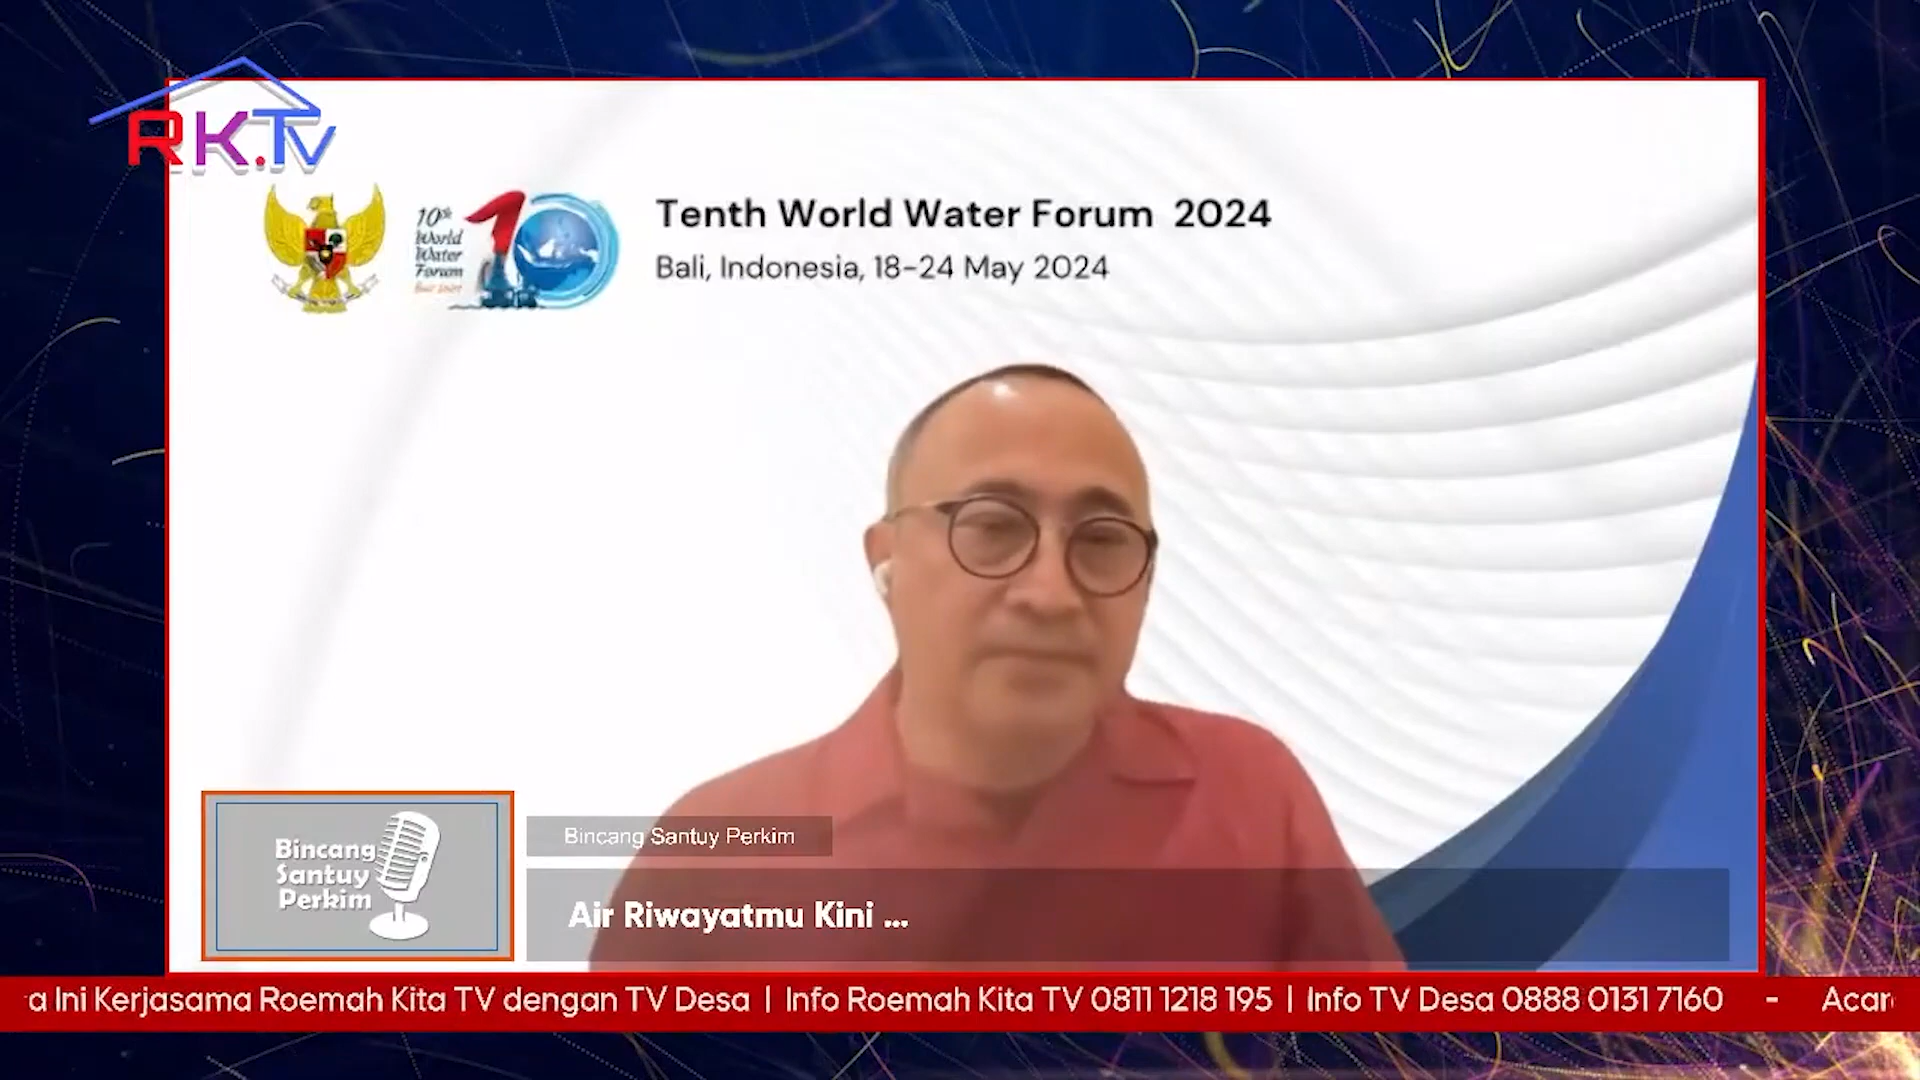 RK.TV
10th
World
Water
Forum
Tenth World Water Forum 2024
Bali, Indonesia, 18-24 May 2024
Bincang
Santuy
Perkim
Bincang Santuy Perkim
Air Riwayatmu Kini ...
a Ini Kerjasama Roemah Kita TV dengan TV Desa | Info Roemah Kita TV 0811 1218 195 | Info TV Desa 0888 0131 7160 - Acar